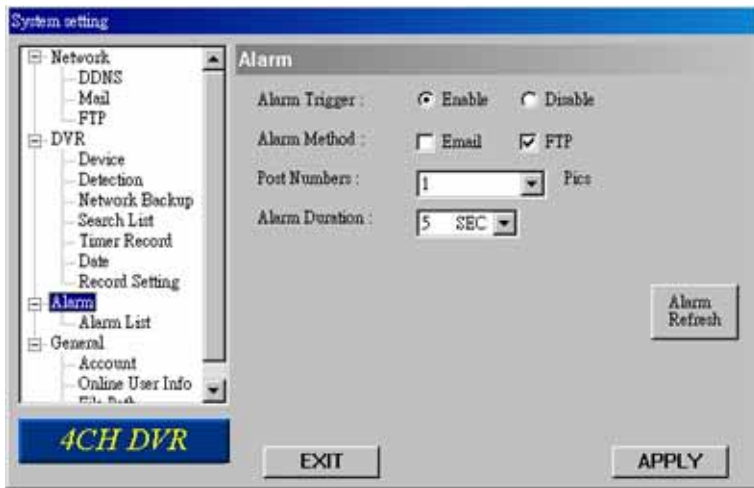 System setting
Network
DDNS
Mail
FTP
DVR
Device
Detection
Network Backup
Search List
Timer Record
Date
Record Setting
Alarm
Alarm List
General
Account
Online User Info
4CH DVR
Alarm
Alarm Trigger : Enable Disable
Alarm Method : Email FTP
Post Numbers : 1 Pics
Alarm Duration : 5 SEC
Alarm
Refresh
EXIT
APPLY